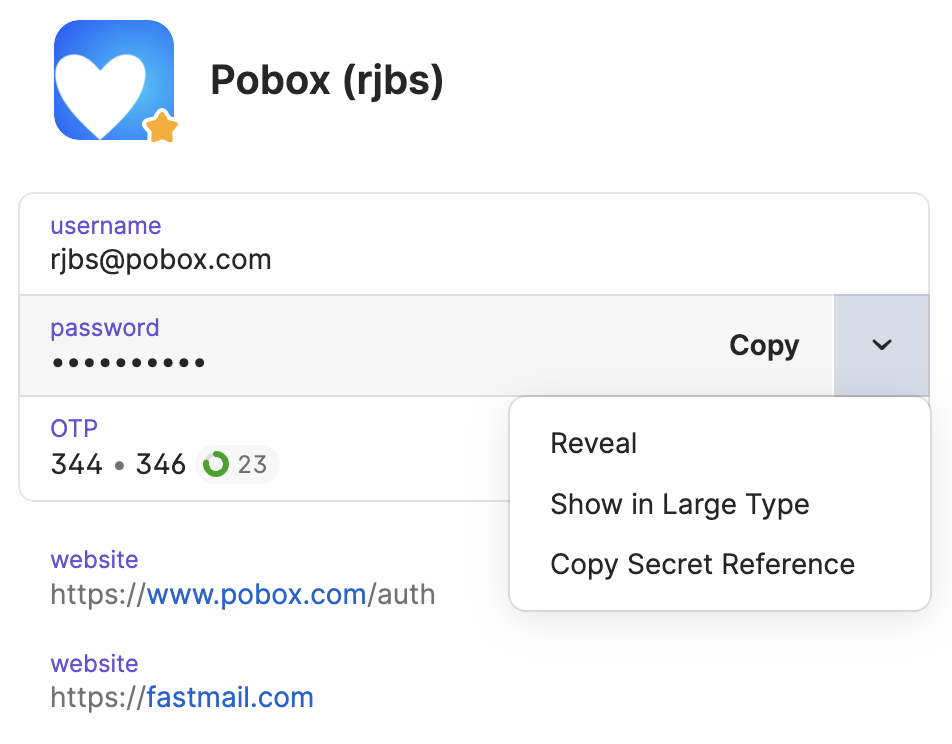 Pobox (rjbs)
username
rjbs@pobox.com
password
••••••••••
Copy
OTP
344 • 346 23
Reveal
Show in Large Type
Copy Secret Reference
website
https://www.pobox.com/auth
website
https://fastmail.com